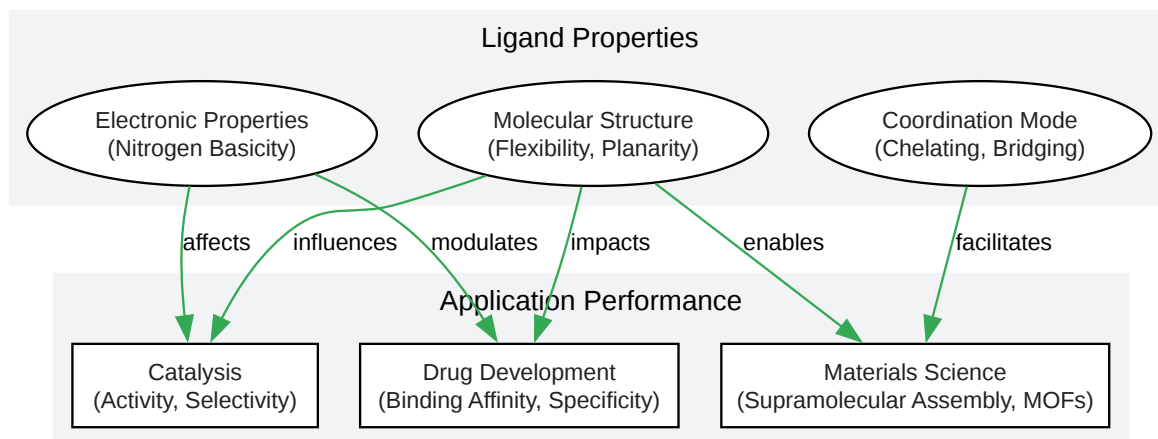 Ligand Properties
Electronic Properties
(Nitrogen Basicity)
Molecular Structure
(Flexibility, Planarity)
Coordination Mode
(Chelating, Bridging)
affects
influences
modulates
impacts
enables
facilitates
Application Performance
Catalysis
(Activity, Selectivity)
Drug Development
(Binding Affinity, Specificity)
Materials Science
(Supramolecular Assembly, MOFs)